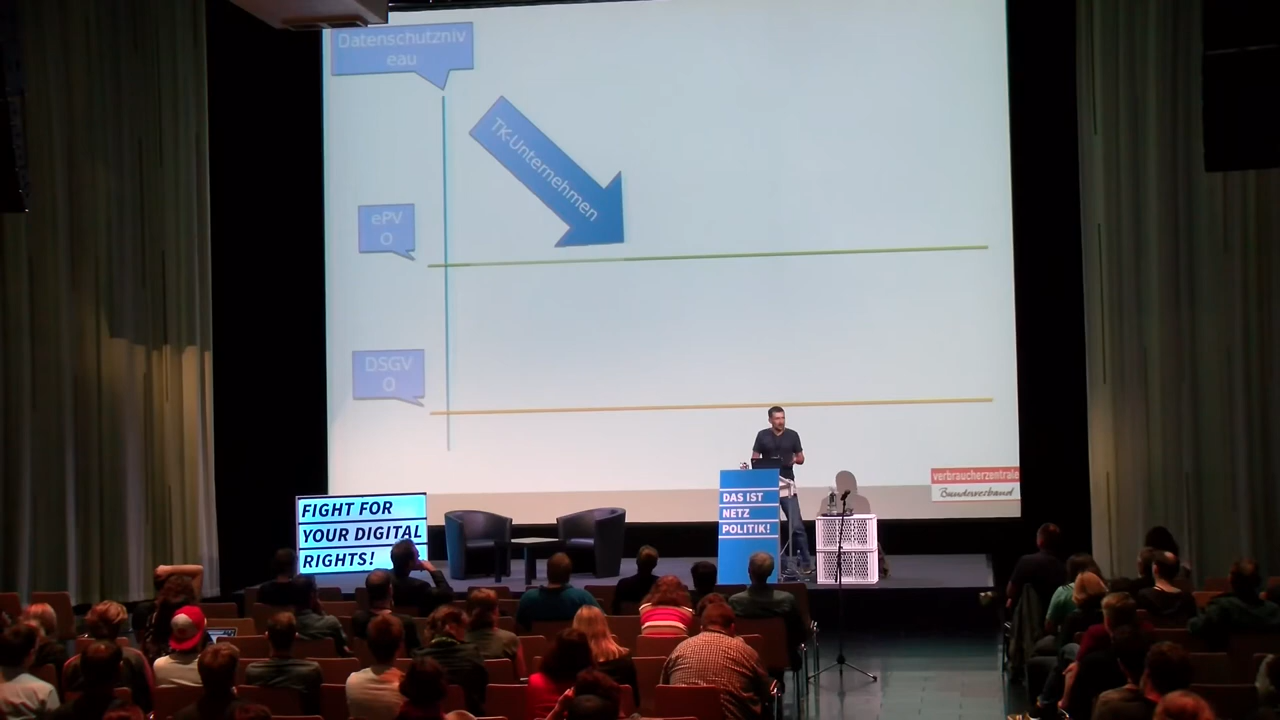 Datenschutzniv
eau
TK-Unternehmen
ePV
O
DSGV
O
verbraucherzentrale
Bundesverband
DAS IST
NETZ
POLITIK!
FIGHT FOR
YOUR DIGITAL
RIGHTS!